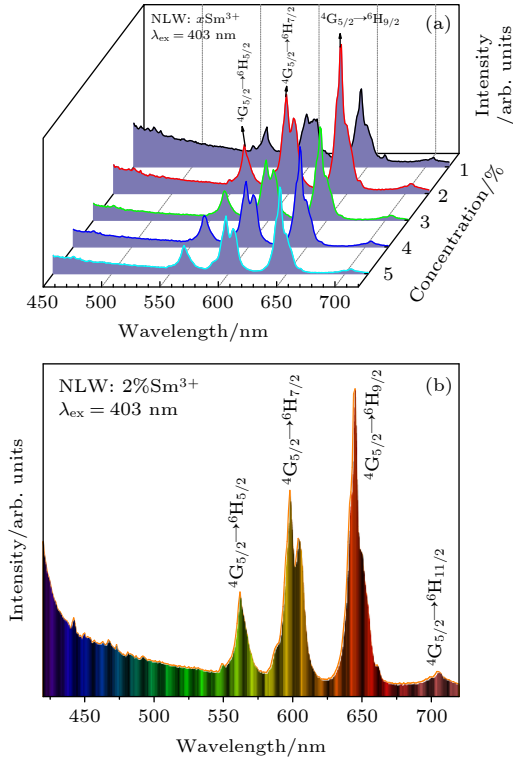 NLW: xSm³⁺
λex = 403 nm
(a)
⁴G₅/₂→⁶H₅/₂
⁴G₅/₂→⁶H₇/₂
⁴G₅/₂→⁶H₉/₂
Intensity
/arb. units
1
2
3
4
5
Concentration/%
450 500 550 600 650 700
Wavelength/nm
NLW: 2%Sm³⁺
λex = 403 nm
(b)
⁴G₅/₂→⁶H₅/₂
⁴G₅/₂→⁶H₇/₂
⁴G₅/₂→⁶H₉/₂
⁴G₅/₂→⁶H₁₁/₂
Intensity/arb. units
450 500 550 600 650 700
Wavelength/nm